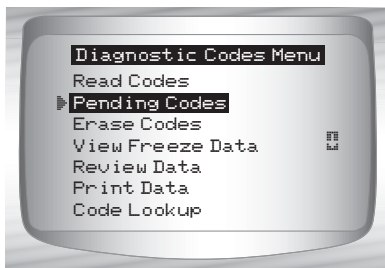 Diagnostic Codes Menu
Read Codes
Pending Codes
Erase Codes
View Freeze Data
Review Data
Print Data
Code Lookup